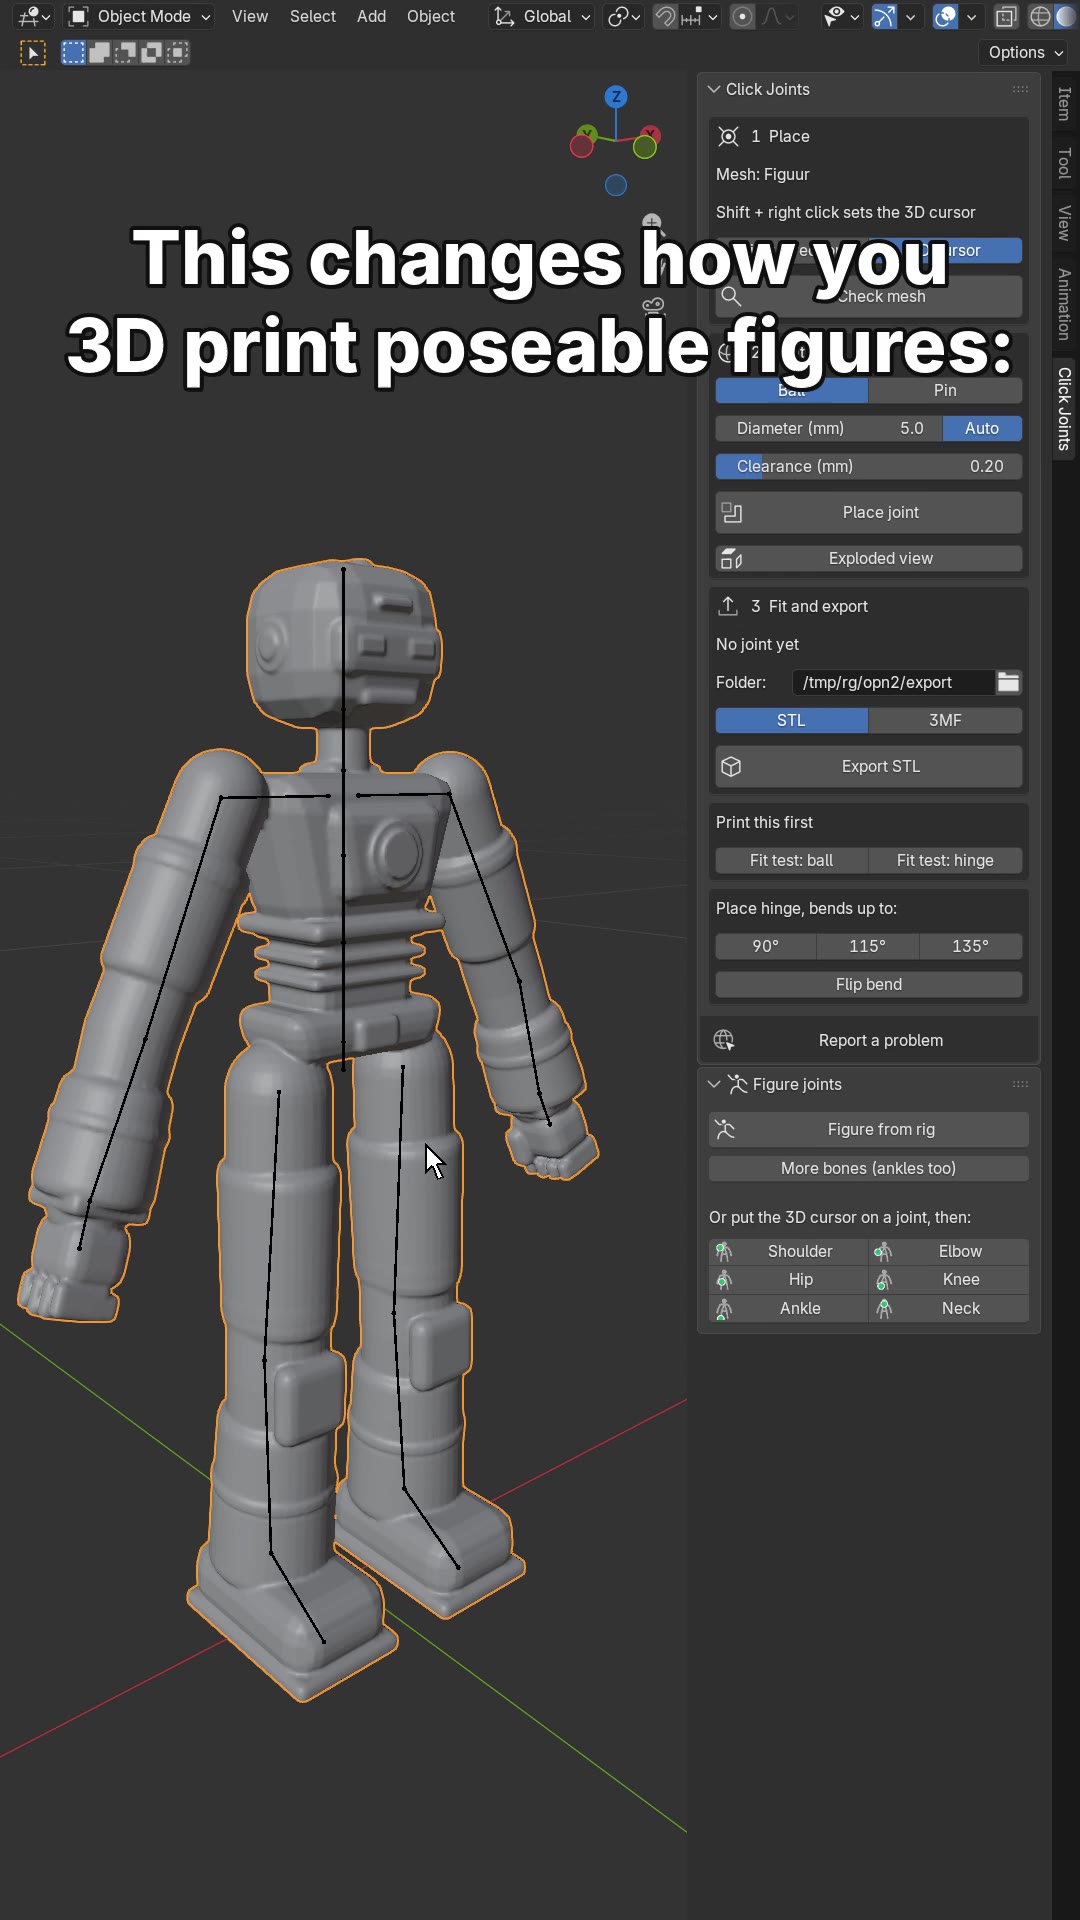 Object Mode
View
Select
Add
Object
Global
Options
Z
Y
X
Click Joints
1 Place
Mesh: Figuur
Shift + right click sets the 3D cursor
This changes how you
Check mesh
3D print poseable figures:
Ball
Pin
Diameter (mm) 5.0
Auto
Clearance (mm) 0.20
Place joint
Exploded view
3 Fit and export
No joint yet
Folder: /tmp/rg/opn2/export
STL
3MF
Export STL
Print this first
Fit test: ball
Fit test: hinge
Place hinge, bends up to:
90°
115°
135°
Flip bend
Report a problem
Figure joints
Figure from rig
More bones (ankles too)
Or put the 3D cursor on a joint, then:
Shoulder
Elbow
Hip
Knee
Ankle
Neck
Item
Tool
View
Animation
Click Joints